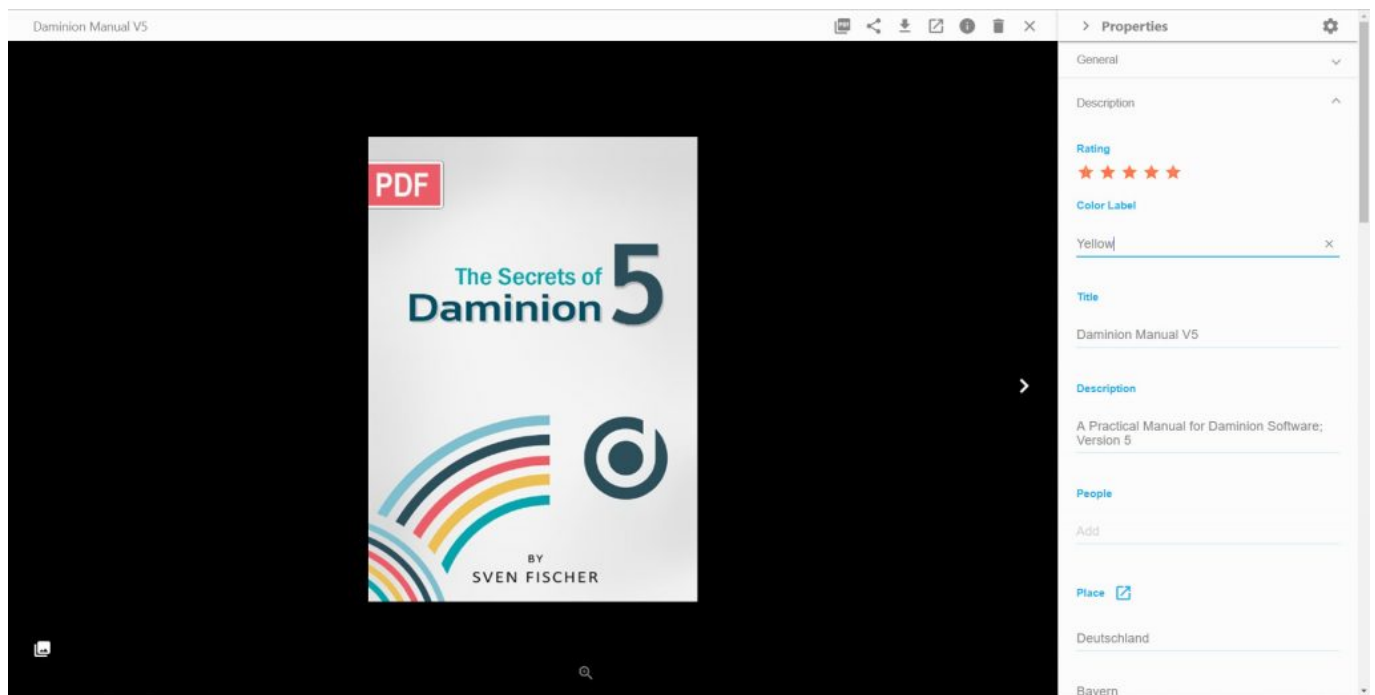 Daminion Manual V5
PDF
Properties
General
Description
Rating
Color Label
Yellow
Title
Daminion Manual V5
Description
A Practical Manual for Daminion Software;
Version 5
People
Add
Place
Deutschland
Bayern
PDF
The Secrets of
Daminion 5
BY
SVEN FISCHER